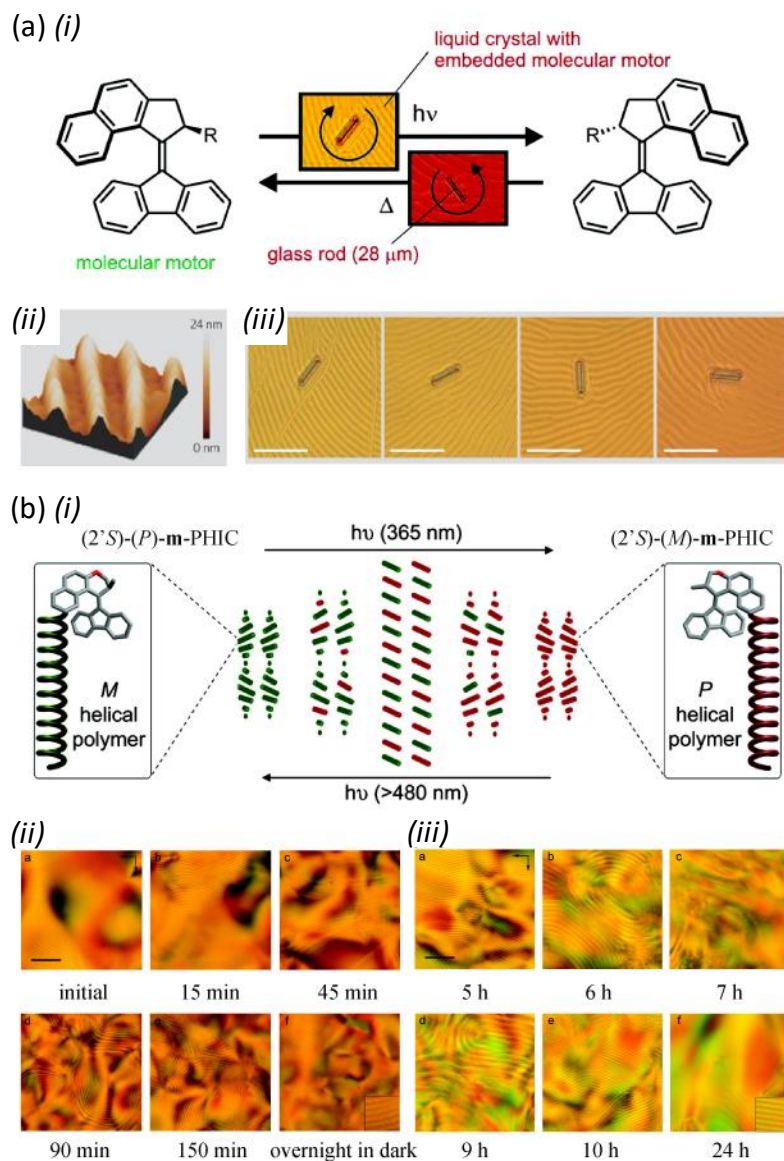 (a) (i)
liquid crystal with
embedded molecular
motor
hν
R
R
Δ
glass rod (28 μm)
molecular motor
(ii)
24 nm
0 nm
(iii)
(b) (i)
hυ (365 nm)
(2'S)-(P)-m-PHIC
(2'S)-(M)-m-PHIC
M
helical
polymer
P
helical
polymer
hυ (>480 nm)
(ii)
(iii)
a
b
c
a
b
c
initial
15 min
45 min
5 h
6 h
7 h
d
e
f
d
e
f
90 min
150 min
overnight in dark
9 h
10 h
24 h